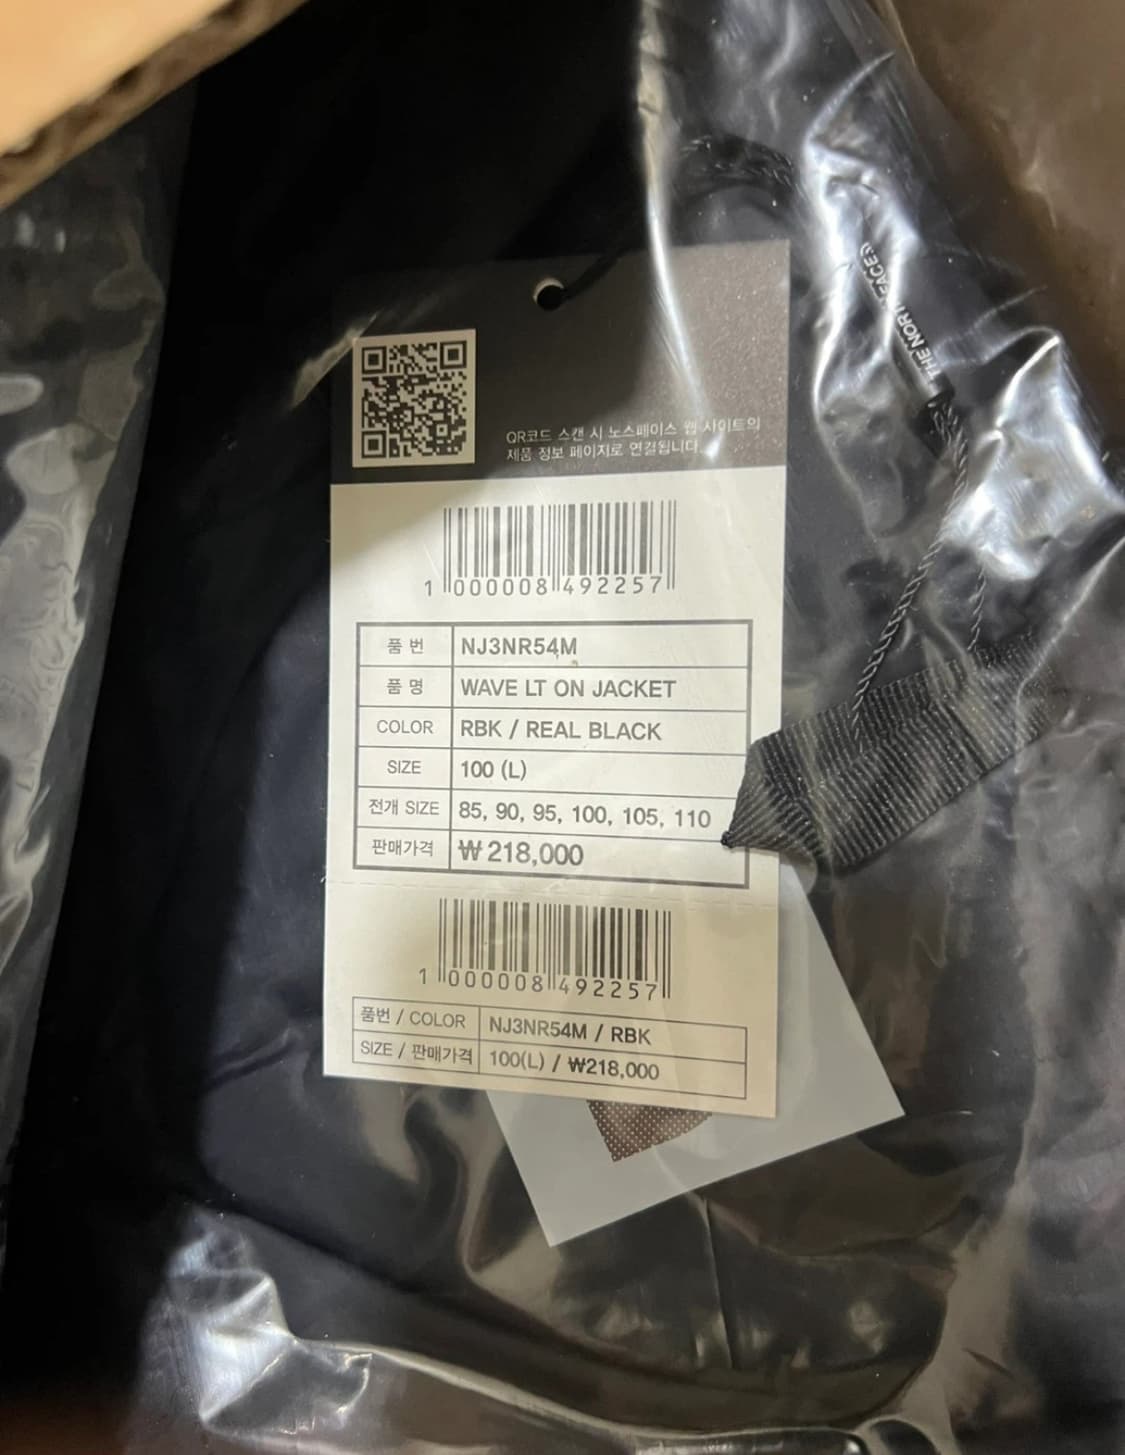 THE NORTH FACE
QR코드 스캔 시 노스페이스 웹 사이트의
제품 정보 페이지로 연결됩니다.
1 000008 492257
품 번 NJ3NR54M
품 명 WAVE LT ON JACKET
COLOR RBK / REAL BLACK
SIZE 100 (L)
전개 SIZE 85, 90, 95, 100, 105, 110
판매가격 ₩218,000
1 000008 492257
품번 / COLOR NJ3NR54M / RBK
SIZE / 판매가격 100(L) / ₩218,000